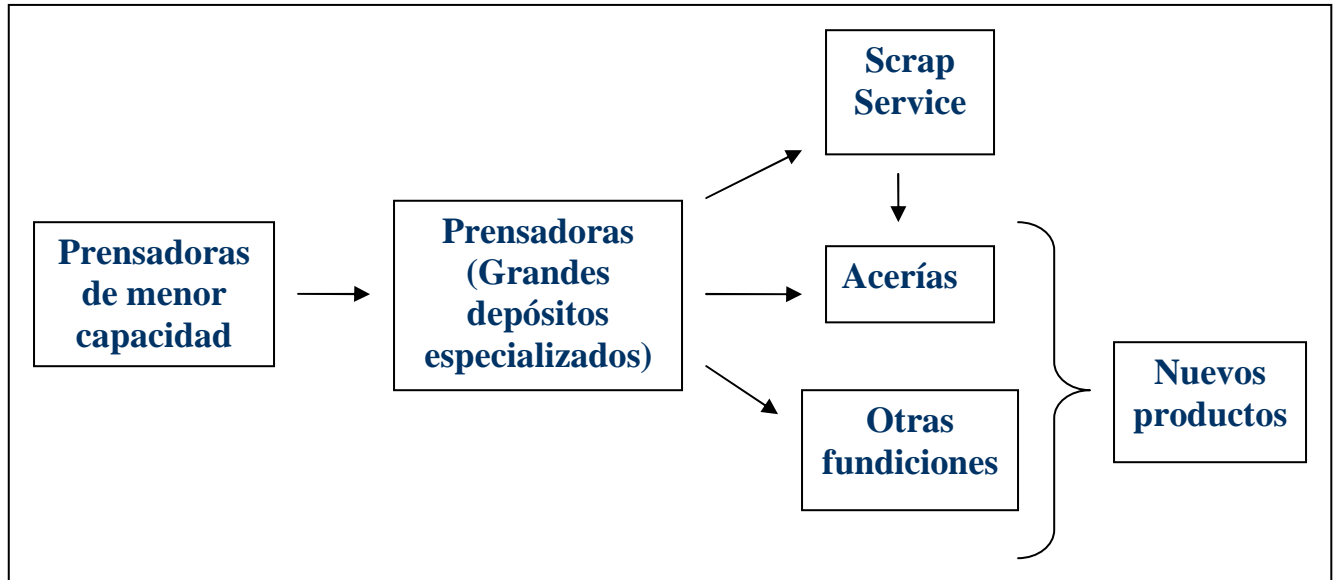 Prensadoras
de menor
capacidad
Prensadoras
(Grandes
depósitos
especializados)
Scrap
Service
Acerías
Otras
fundiciones
Nuevos
productos